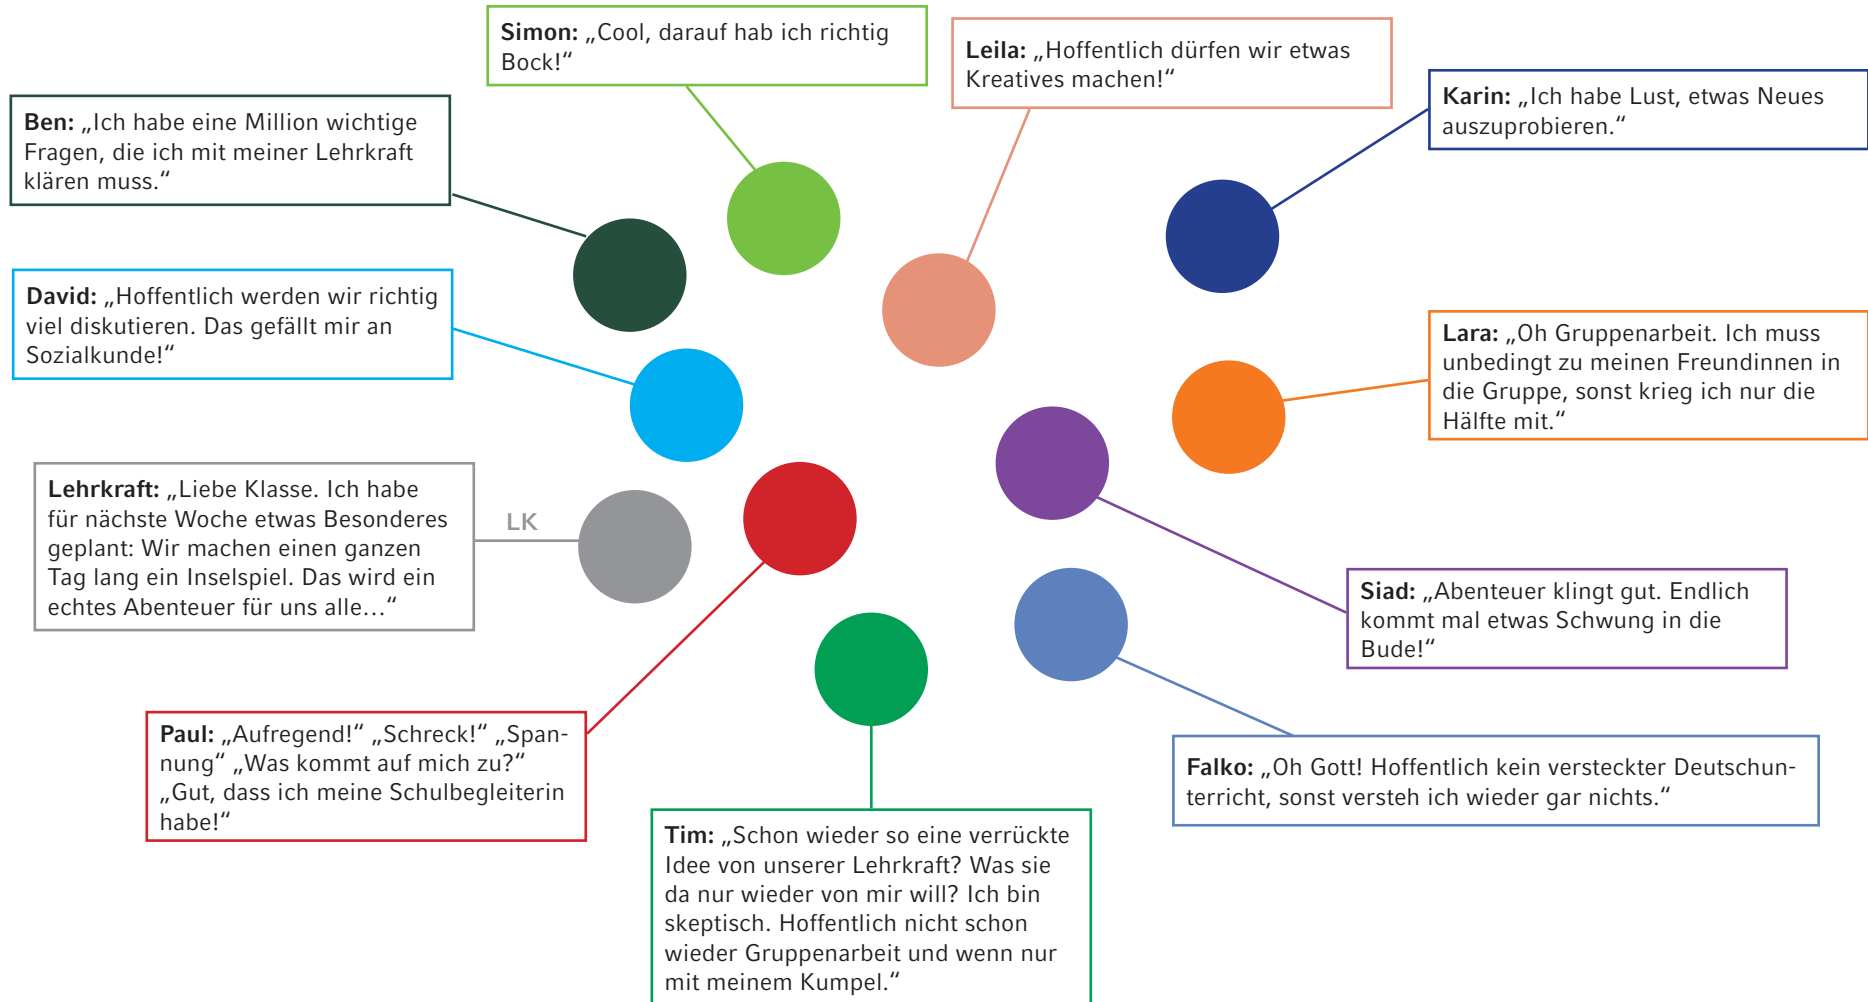 Simon: „Cool, darauf hab ich richtig
Bock!“
Leila: „Hoffentlich dürfen wir etwas
Kreatives machen!“
Karin: „Ich habe Lust, etwas Neues
auszuprobieren.“
Ben: „Ich habe eine Million wichtige
Fragen, die ich mit meiner Lehrkraft
klären muss.“
David: „Hoffentlich werden wir richtig
viel diskutieren. Das gefällt mir an
Sozialkunde!“
Lara: „Oh Gruppenarbeit. Ich muss
unbedingt zu meinen Freundinnen in
die Gruppe, sonst krieg ich nur die
Hälfte mit.“
Lehrkraft: „Liebe Klasse. Ich habe
für nächste Woche etwas Besonderes
geplant: Wir machen einen ganzen
Tag lang ein Inselspiel. Das wird ein
echtes Abenteuer für uns alle…“
LK
Siad: „Abenteuer klingt gut. Endlich
kommt mal etwas Schwung in die
Bude!“
Paul: „Aufregend!“ „Schreck!“ „Span-
nung“ „Was kommt auf mich zu?“
„Gut, dass ich meine Schulbegleiterin
habe!“
Falko: „Oh Gott! Hoffentlich kein versteckter Deutschun-
terricht, sonst versteh ich wieder gar nichts.“
Tim: „Schon wieder so eine verrückte
Idee von unserer Lehrkraft? Was sie
da nur wieder von mir will? Ich bin
skeptisch. Hoffentlich nicht schon
wieder Gruppenarbeit und wenn nur
mit meinem Kumpel.“